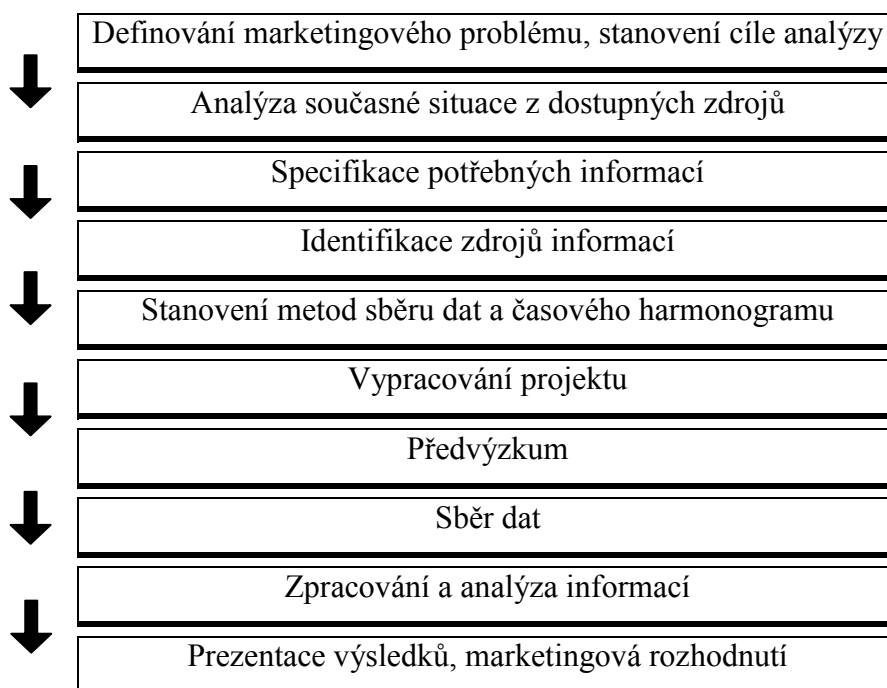 Definování marketingového problému, stanovení cíle analýzy
Analýza současné situace z dostupných zdrojů
Specifikace potřebných informací
Identifikace zdrojů informací
Stanovení metod sběru dat a časového harmonogramu
Vypracování projektu
Předvýzkum
Sběr dat
Zpracování a analýza informací
Prezentace výsledků, marketingová rozhodnutí